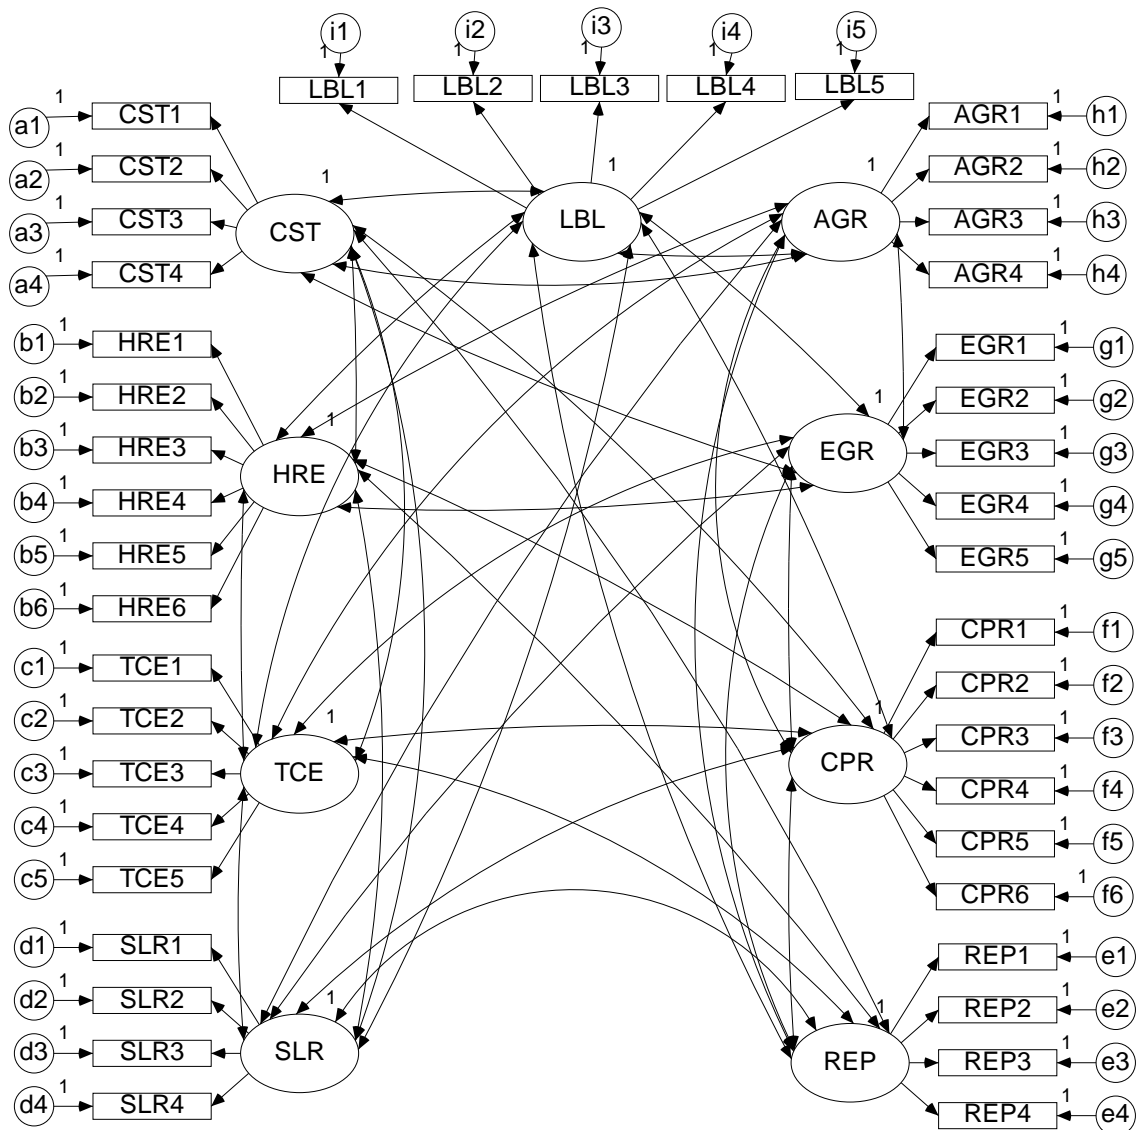 i1 i2 i3 i4 i5
1 1 1 1 1
LBL1 LBL2 LBL3 LBL4 LBL5
a1 1 CST1
a2 1 CST2
a3 1 CST3
a4 1 CST4
1 CST
1 LBL
1 AGR
AGR1 1 h1
AGR2 1 h2
AGR3 1 h3
AGR4 1 h4
b1 1 HRE1
b2 1 HRE2
b3 1 HRE3
b4 1 HRE4
b5 1 HRE5
b6 1 HRE6
1 HRE
1 EGR
EGR1 1 g1
EGR2 1 g2
EGR3 1 g3
EGR4 1 g4
EGR5 1 g5
c1 1 TCE1
c2 1 TCE2
c3 1 TCE3
c4 1 TCE4
c5 1 TCE5
1 TCE
1 CPR
CPR1 1 f1
CPR2 1 f2
CPR3 1 f3
CPR4 1 f4
CPR5 1 f5
CPR6 1 f6
d1 1 SLR1
d2 1 SLR2
d3 1 SLR3
d4 1 SLR4
1 SLR
1 REP
REP1 1 e1
REP2 1 e2
REP3 1 e3
REP4 1 e4